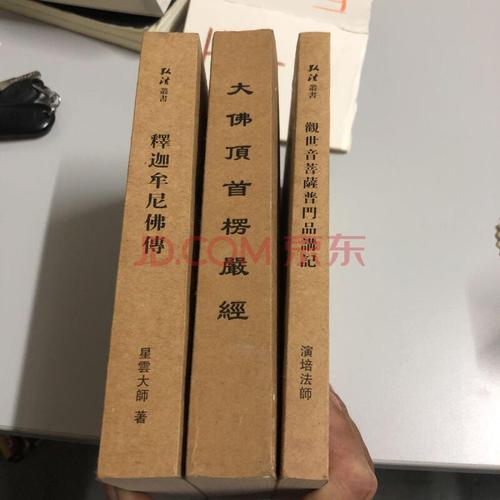 弘法
叢書
釋迦牟尼佛傳
星雲大師 著
大佛頂首楞嚴經
弘法
叢書
觀世音菩薩普門品講記
演培法師
JD.COM 京东